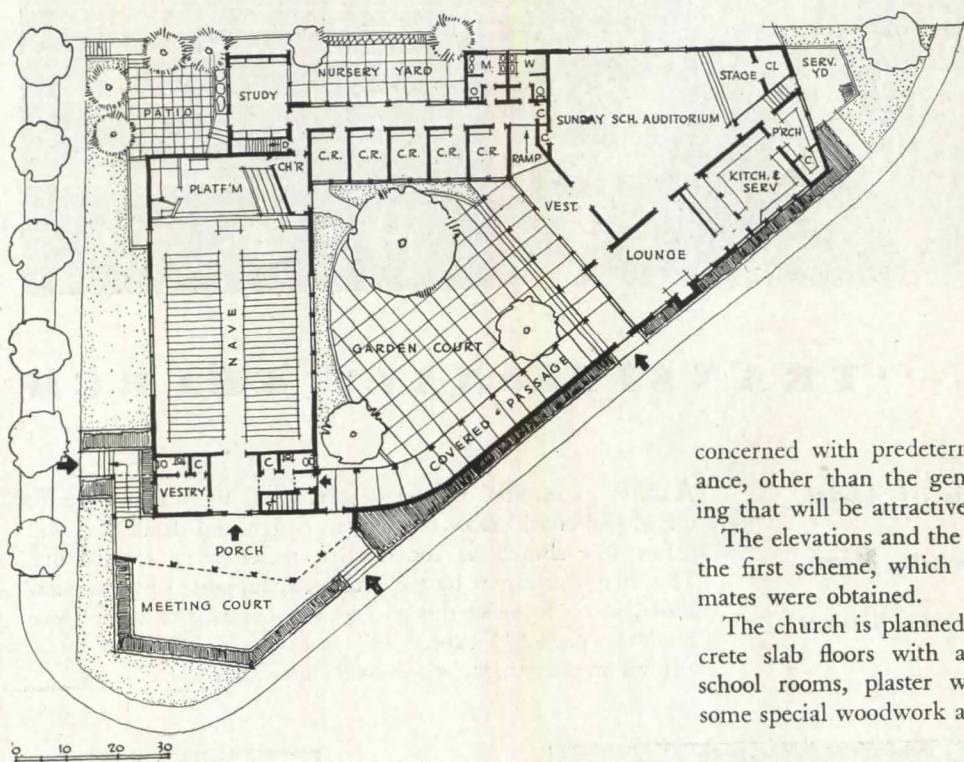 NURSERY YARD
M.
W
STAGE
CL
SERV.
YD
STUDY
PATIO
SUNDAY SCH. AUDITORIUM
C
C
P'RCH
D
CH'R
C.R.
C.R.
C.R.
C.R.
C.R.
RAMP
KITCH. &
SERV
C
PLATF'M
VEST.
LOUNGE
NAVE
GARDEN COURT
COVERED PASSAGE
C
C
VESTRY
D
PORCH
MEETING COURT
0 10 20 30
concerned with predeterm
ance, other than the gen
ing that will be attractive
The elevations and the
the first scheme, which
mates were obtained.
The church is planned
crete slab floors with a
school rooms, plaster w
some special woodwork a